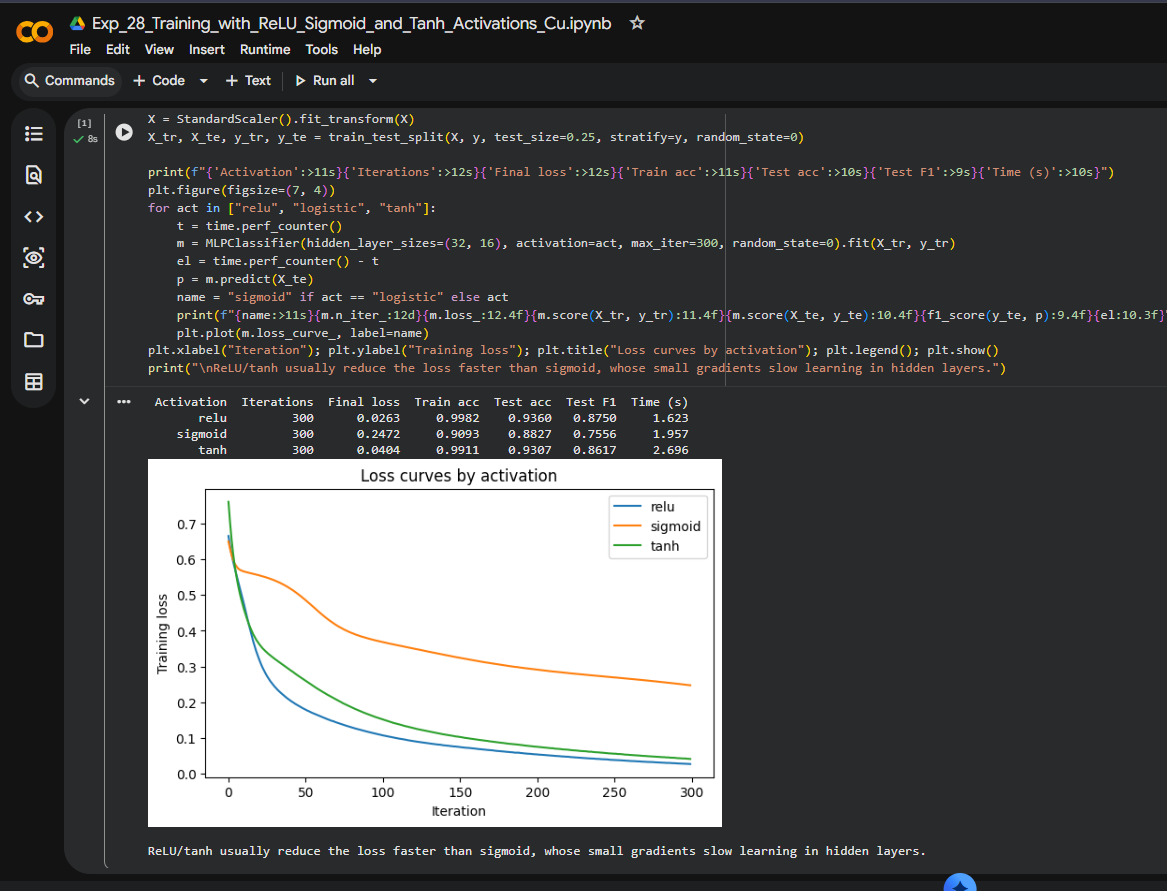 Exp_28_Training_with_ReLU_Sigmoid_and_Tanh_Activations_Cu.ipynb
File Edit View Insert Runtime Tools Help
Commands + Code + Text Run all
[1]
8s
X = StandardScaler().fit_transform(X)
X_tr, X_te, y_tr, y_te = train_test_split(X, y, test_size=0.25, stratify=y, random_state=0)
print(f"{'Activation':>11s}{'Iterations':>12s}{'Final loss':>12s}{'Train acc':>11s}{'Test acc':>10s}{'Test F1':>9s}{'Time (s)':>10s}")
plt.figure(figsize=(7, 4))
for act in ["relu", "logistic", "tanh"]:
    t = time.perf_counter()
    m = MLPClassifier(hidden_layer_sizes=(32, 16), activation=act, max_iter=300, random_state=0).fit(X_tr, y_tr)
    el = time.perf_counter() - t
    p = m.predict(X_te)
    name = "sigmoid" if act == "logistic" else act
    print(f"{name:>11s}{m.n_iter_:12d}{m.loss_:12.4f}{m.score(X_tr, y_tr):11.4f}{m.score(X_te, y_te):10.4f}{f1_score(y_te, p):9.4f}{el:10.3f}"
    plt.plot(m.loss_curve_, label=name)
plt.xlabel("Iteration"); plt.ylabel("Training loss"); plt.title("Loss curves by activation"); plt.legend(); plt.show()
print("\nReLU/tanh usually reduce the loss faster than sigmoid, whose small gradients slow learning in hidden layers.")
Activation Iterations Final loss Train acc Test acc Test F1 Time (s)
relu 300 0.0263 0.9982 0.9360 0.8750 1.623
sigmoid 300 0.2472 0.9093 0.8827 0.7556 1.957
tanh 300 0.0404 0.9911 0.9307 0.8617 2.696
Loss curves by activation
relu
sigmoid
tanh
Training loss
0.7
0.6
0.5
0.4
0.3
0.2
0.1
0.0
0 50 100 150 200 250 300
Iteration
ReLU/tanh usually reduce the loss faster than sigmoid, whose small gradients slow learning in hidden layers.